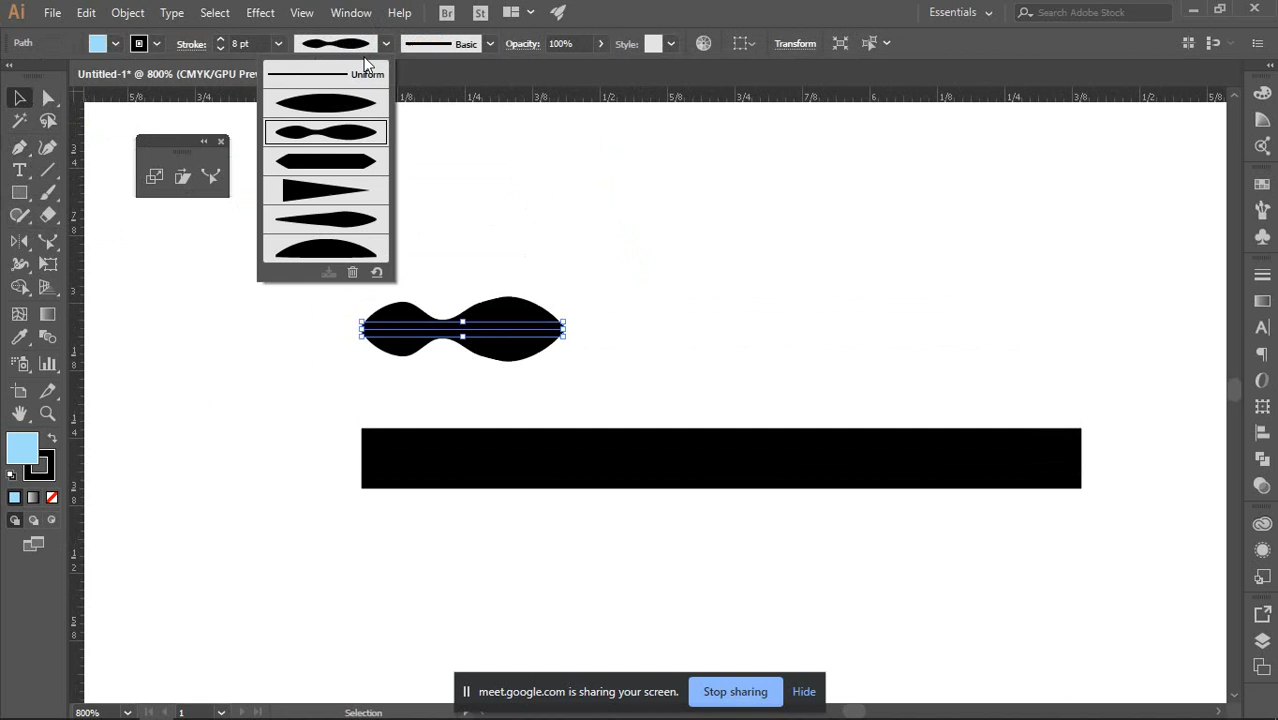 Ai File Edit Object Type Select Effect View Window Help Br St Essentials Search Adobe Stock
Path Stroke: 8 pt Basic Opacity: 100% Style: Transform
Untitled-1* @ 800% (CMYK/GPU Prev
Uniform
5/8 3/4 1/8 1/4 3/8 1/2 5/8 3/4 7/8 6 1/8 1/4 3/8 1/2 5/8
meet.google.com is sharing your screen. Stop sharing Hide
800% 1 Selection